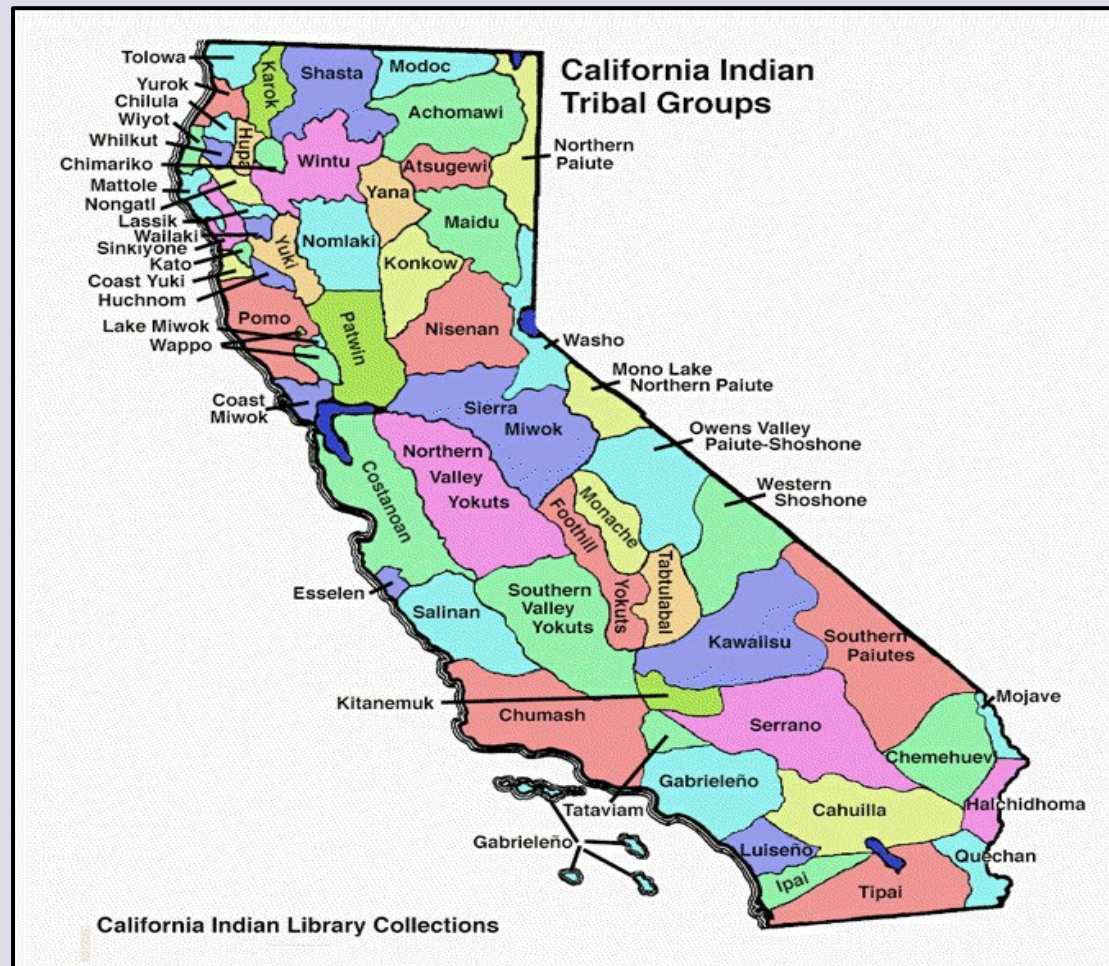 California Indian
Tribal Groups
Tolowa
Yurok
Chilula
Wiyot
Whilkut
Chimariko
Mattole
Nongatl
Lassik
Wailaki
Sinkiyone
Kato
Coast Yuki
Huchnom
Lake Miwok
Wappo
Coast
Miwok
Karok
Shasta
Modoc
Achomawi
Hupa
Wintu
Atsugewi
Yana
Northern
Paiute
Maidu
Yuki
Nomlaki
Konkow
Pomo
Patwin
Nisenan
Washo
Mono Lake
Northern Paiute
Sierra
Miwok
Owens Valley
Paiute-Shoshone
Northern
Valley
Yokuts
Costanoan
Western
Shoshone
Monache
Foothill
Yokuts
Tabtulabal
Esselen
Salinan
Southern
Valley
Yokuts
Kawaiisu
Southern
Paiutes
Kitanemuk
Chumash
Serrano
Mojave
Chemehuev
Tataviam
Gabrieleño
Cahuilla
Halchidhoma
Gabrieleño
Luiseño
Quechan
Ipai
Tipai
California Indian Library Collections